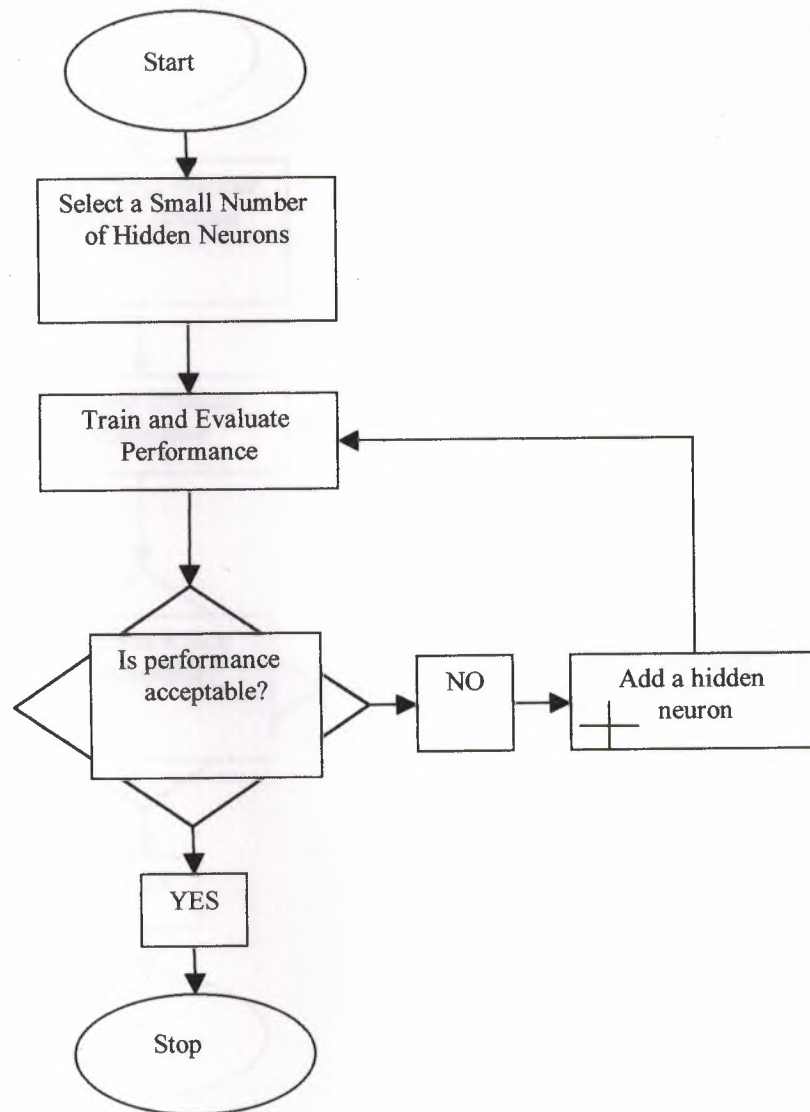 Start
Select a Small Number
of Hidden Neurons
Train and Evaluate
Performance
Is performance
acceptable?
NO
Add a hidden
neuron
YES
Stop